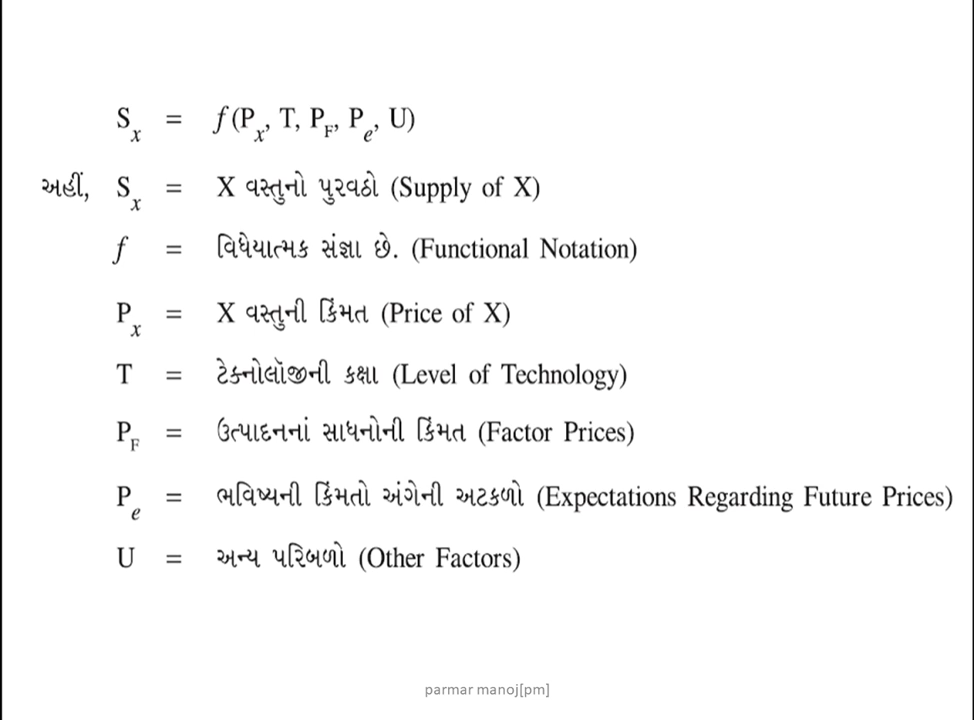 Sx = f(Px, T, PF, Pe, U)
અહીં, Sx = X વસ્તુનો પુરવઠો (Supply of X)
f = વિધેયાત્મક સંજ્ઞા છે. (Functional Notation)
Px = X વસ્તુની કિંમત (Price of X)
T = ટેક્નોલૉજીની કક્ષા (Level of Technology)
PF = ઉત્પાદનનાં સાધનોની કિંમત (Factor Prices)
Pe = ભવિષ્યની કિંમતો અંગેની અટકળો (Expectations Regarding Future Prices)
U = અન્ય પરિબળો (Other Factors)
parmar manoj[pm]